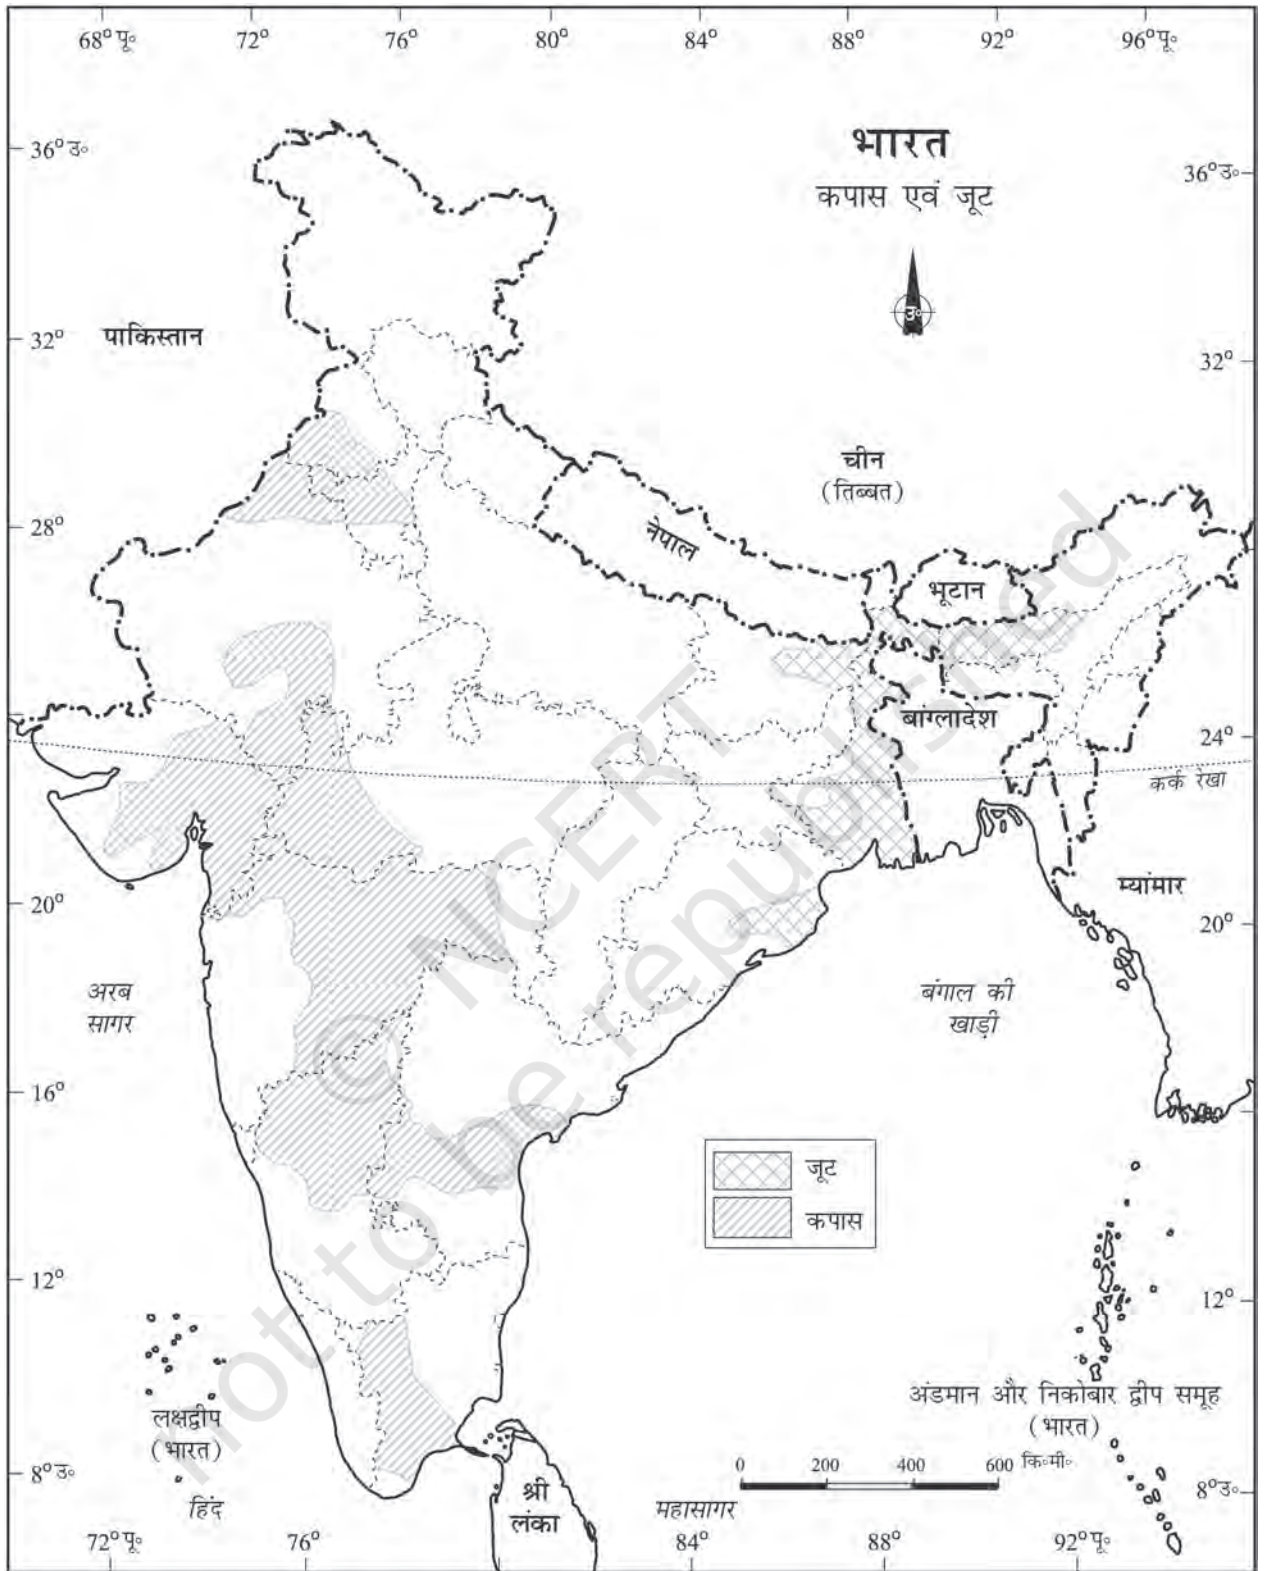 68°पू॰ 72° 76° 80° 84° 88° 92° 96°पू॰
भारत
कपास एवं जूट
36°उ॰ 36°उ॰
उ॰
पाकिस्तान
32° 32°
चीन
(तिब्बत)
28°
नेपाल
भूटान
बांग्लादेश
24°
कर्क रेखा
म्यांमार
20° 20°
अरब
सागर
बंगाल की
खाड़ी
16°
जूट
कपास
12° 12°
अंडमान और निकोबार द्वीप समूह
(भारत)
लक्षद्वीप
(भारत)
0 200 400 600 कि॰मी॰
8°उ॰ 8°उ॰
श्री
लंका
हिंद महासागर
72°पू॰ 76° 84° 88° 92°पू॰
© NCERT
not to be republished